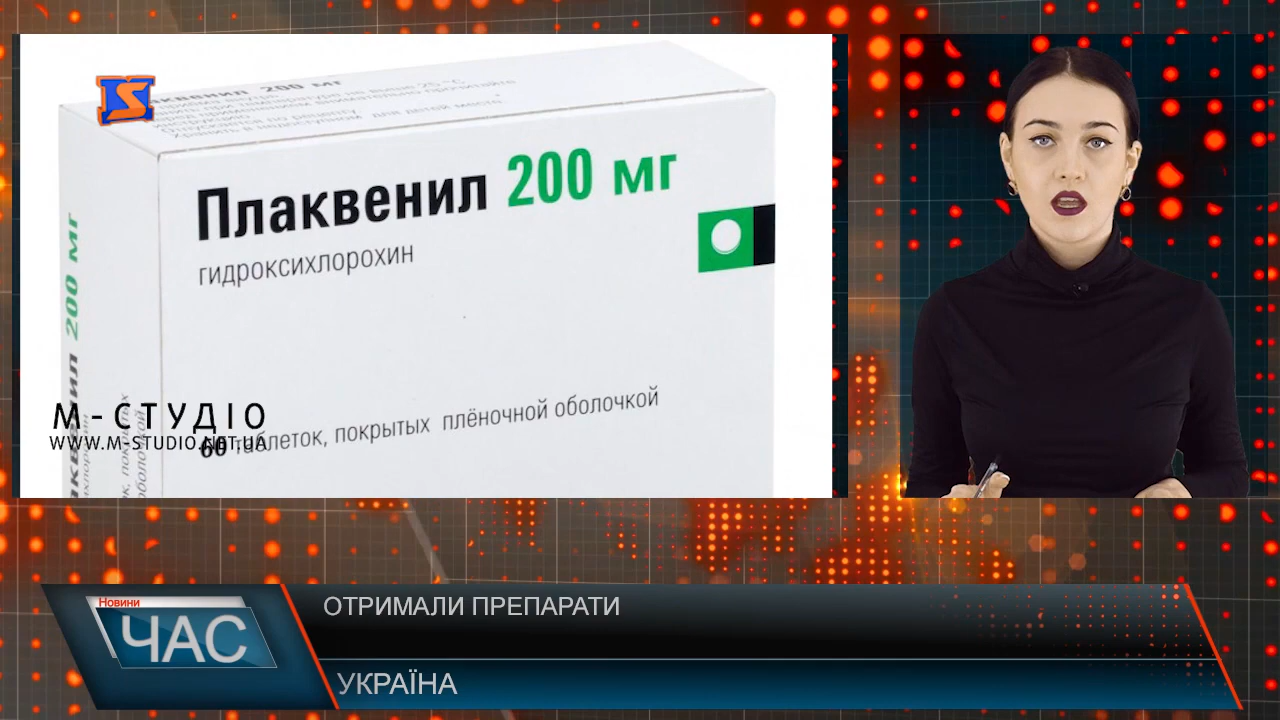 Плаквенил 200 мг
гидроксихлорохин
60 таблеток, покрытых плёночной оболочкой
200 мг
М-СТУДІО
WWW.M-STUDIO.NET.UA
Новини
ЧАС
ОТРИМАЛИ ПРЕПАРАТИ
УКРАЇНА